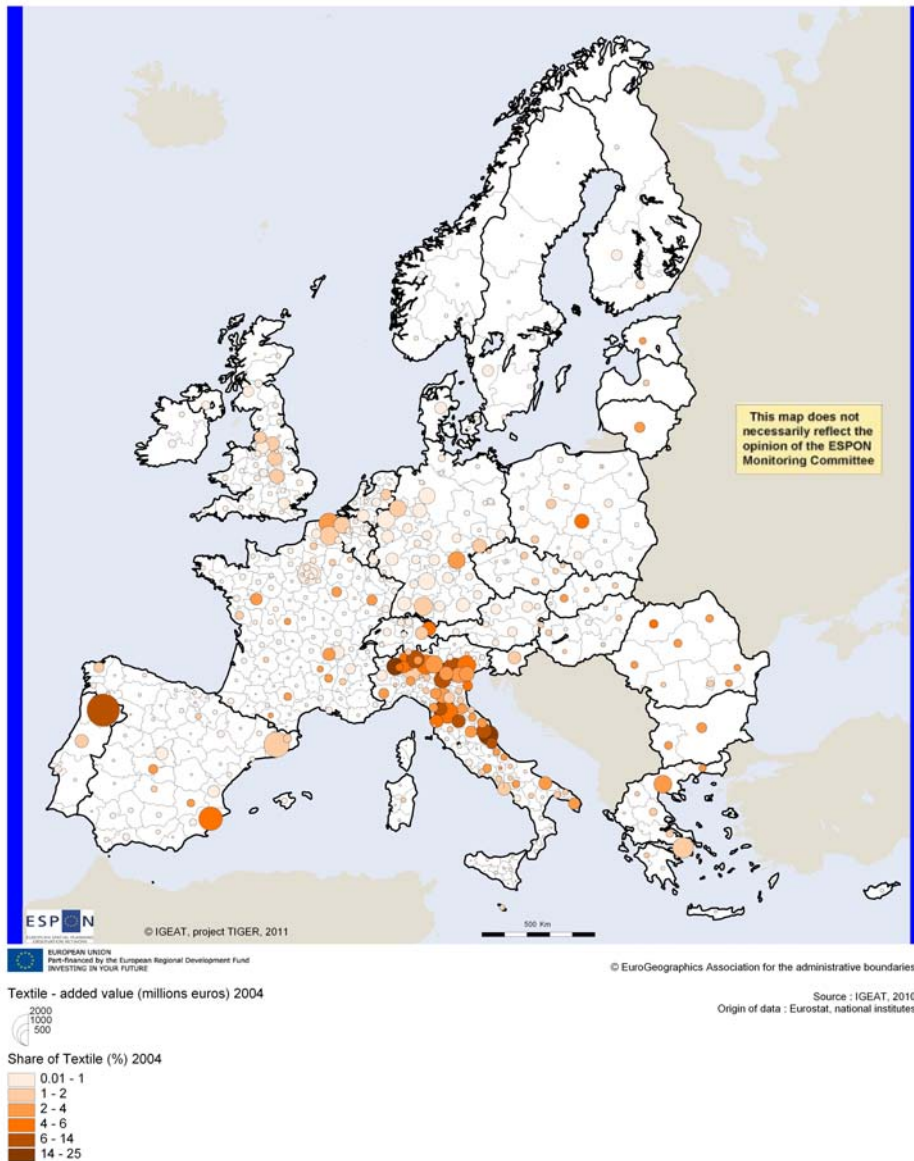 This map does not
necessarily reflect the
opinion of the ESPON
Monitoring Committee
ESPON
© IGEAT, project TIGER, 2011
500 Km
EUROPEAN UNION
Part-financed by the European Regional Development Fund
INVESTING IN YOUR FUTURE
© EuroGeographics Association for the administrative boundaries
Textile - added value (millions euros) 2004
Source : IGEAT, 2010
Origin of data : Eurostat, national institutes
2000
1000
500
Share of Textile (%) 2004
0.01 - 1
1 - 2
2 - 4
4 - 6
6 - 14
14 - 25